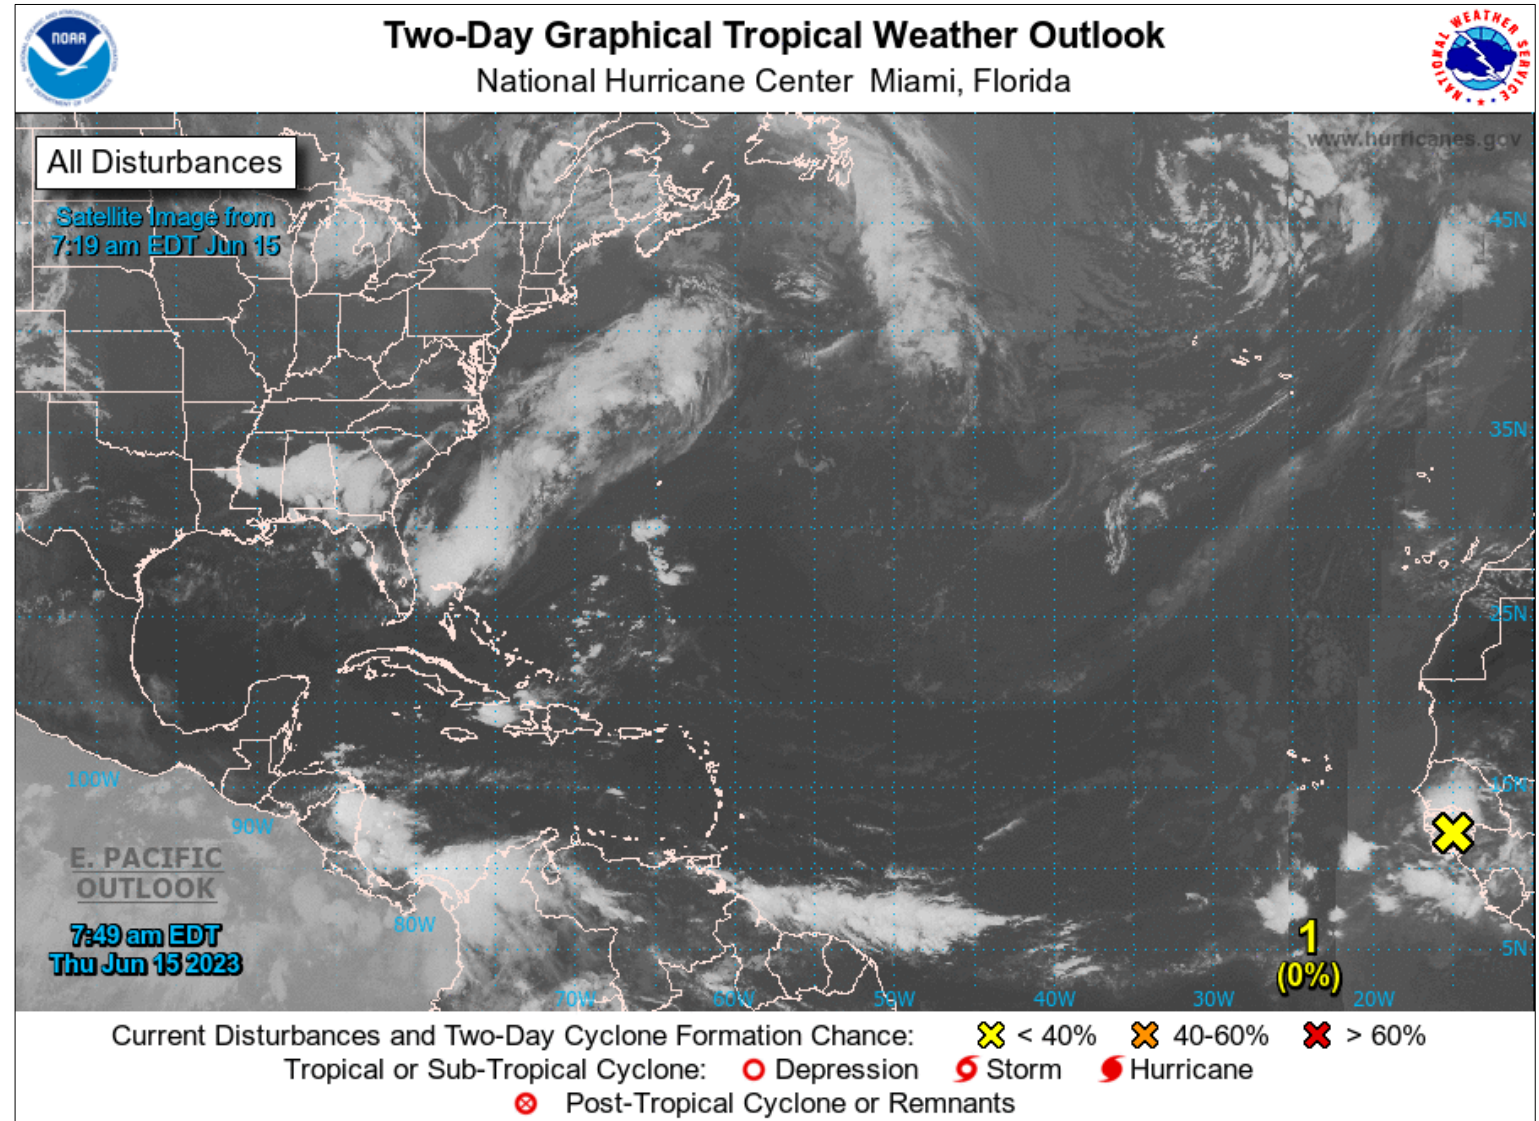 Two-Day Graphical Tropical Weather Outlook
National Hurricane Center Miami, Florida
NOAA
NATIONAL WEATHER SERVICE
www.hurricanes.gov
All Disturbances
Satellite Image from
7:19 am EDT Jun 15
45N
35N
25N
15N
5N
100W
90W
80W
70W
60W
50W
40W
30W
20W
E. PACIFIC
OUTLOOK
7:49 am EDT
Thu Jun 15 2023
1
(0%)
Current Disturbances and Two-Day Cyclone Formation Chance: < 40% 40-60% > 60%
Tropical or Sub-Tropical Cyclone: Depression Storm Hurricane
Post-Tropical Cyclone or Remnants